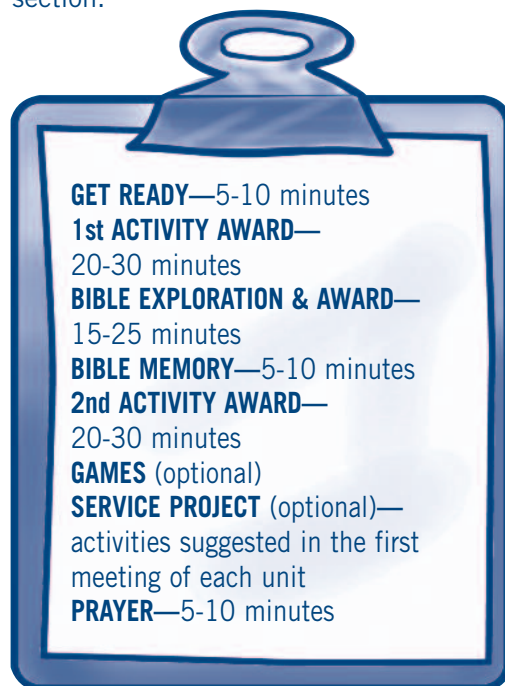 section.
GET READY—5-10 minutes
1st ACTIVITY AWARD—
20-30 minutes
BIBLE EXPLORATION & AWARD—
15-25 minutes
BIBLE MEMORY—5-10 minutes
2nd ACTIVITY AWARD—
20-30 minutes
GAMES (optional)
SERVICE PROJECT (optional)—
activities suggested in the first
meeting of each unit
PRAYER—5-10 minutes